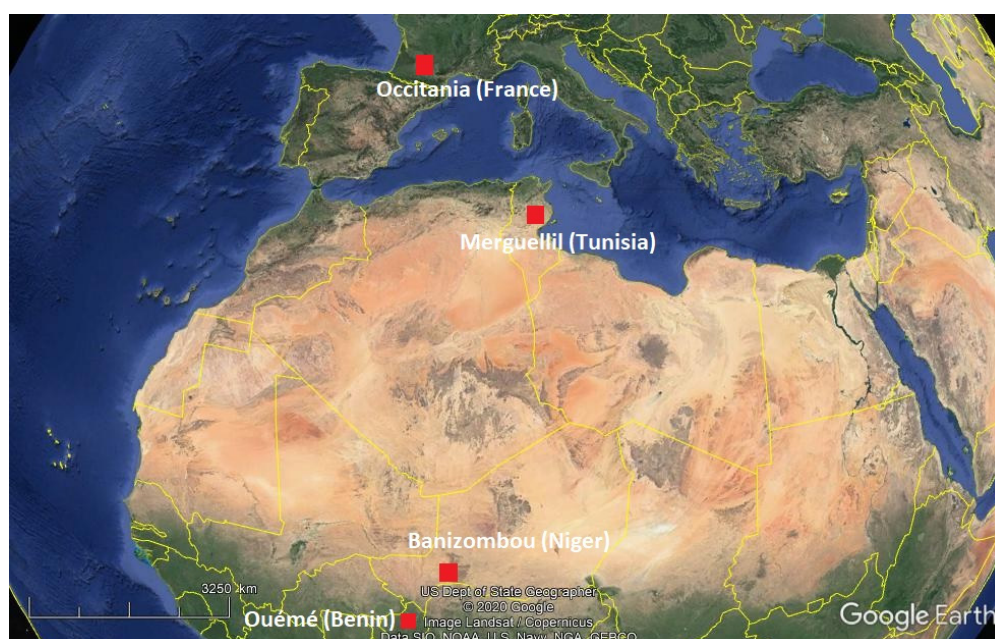 Occitania (France)
Merguellil (Tunisia)
Banizombou (Niger)
3250 km
US Dept of State Geographer
© 2020 Google
Ouémé (Benin)
Image Landsat / Copernicus
Google Earth
Data SIO, NOAA, U.S. Navy, NGA, GEBCO